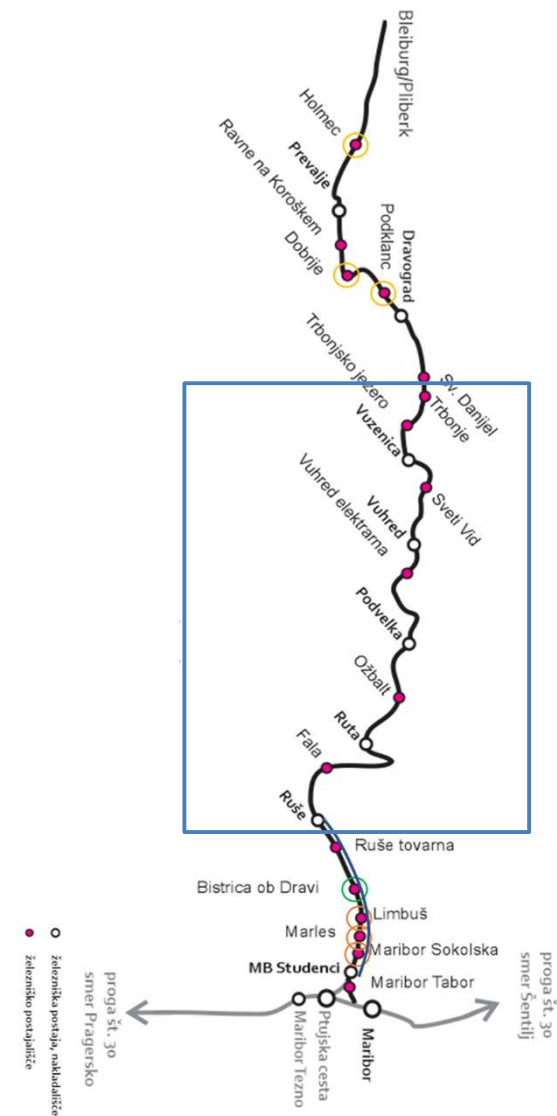 Bleiburg/Pliberk
Holmec
Prevalje
Ravne na Koroškem
Dobrije
Podklanc
Dravograd
Sv. Danijel
Trbonje
Trbonjsko jezero
Vuzenica
Sveti Vid
Vuhred
Vuhred elektrarna
Podvelka
Ožbalt
Ruta
Fala
Ruše
Ruše tovarna
Bistrica ob Dravi
Limbuš
Marles
Maribor Sokolska
MB Studenci
Maribor Tabor
Maribor
Ptujska cesta
Maribor Tezno
proga št. 30
smer Pragersko
proga st. 30
smer Šentilj
železniška postaja, nakladališče
železniško postajališče